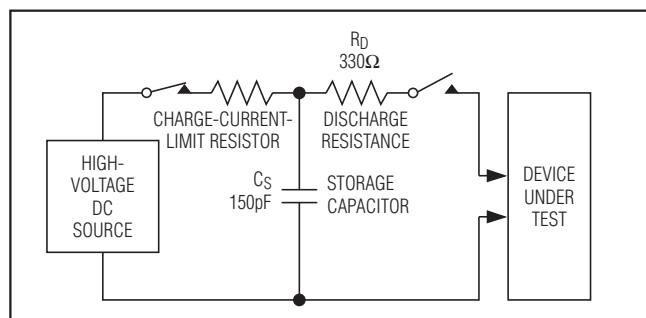 R_D
330Ω
CHARGE-CURRENT-
LIMIT RESISTOR
DISCHARGE
RESISTANCE
HIGH-
VOLTAGE
DC
SOURCE
C_S
150pF
STORAGE
CAPACITOR
DEVICE
UNDER
TEST